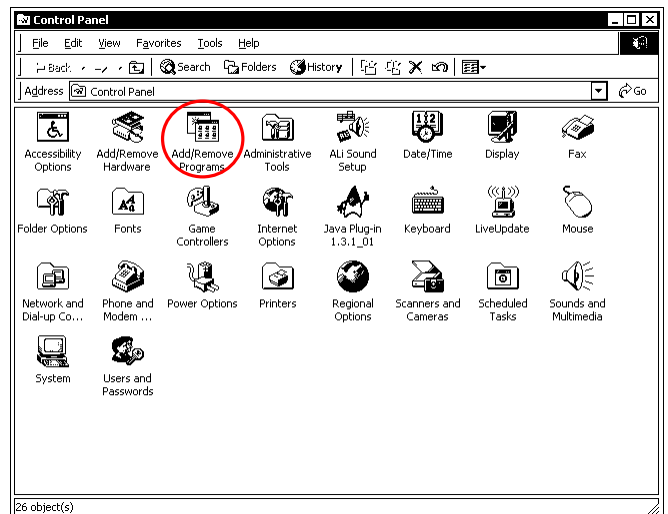 Control Panel
File Edit View Favorites Tools Help
Back Search Folders History
Address Control Panel Go
Accessibility Options
Add/Remove Hardware
Add/Remove Programs
Administrative Tools
ALi Sound Setup
Date/Time
Display
Fax
Folder Options
Fonts
Game Controllers
Internet Options
Java Plug-in 1.3.1_01
Keyboard
LiveUpdate
Mouse
Network and Dial-up Co...
Phone and Modem ...
Power Options
Printers
Regional Options
Scanners and Cameras
Scheduled Tasks
Sounds and Multimedia
System
Users and Passwords
26 object(s)